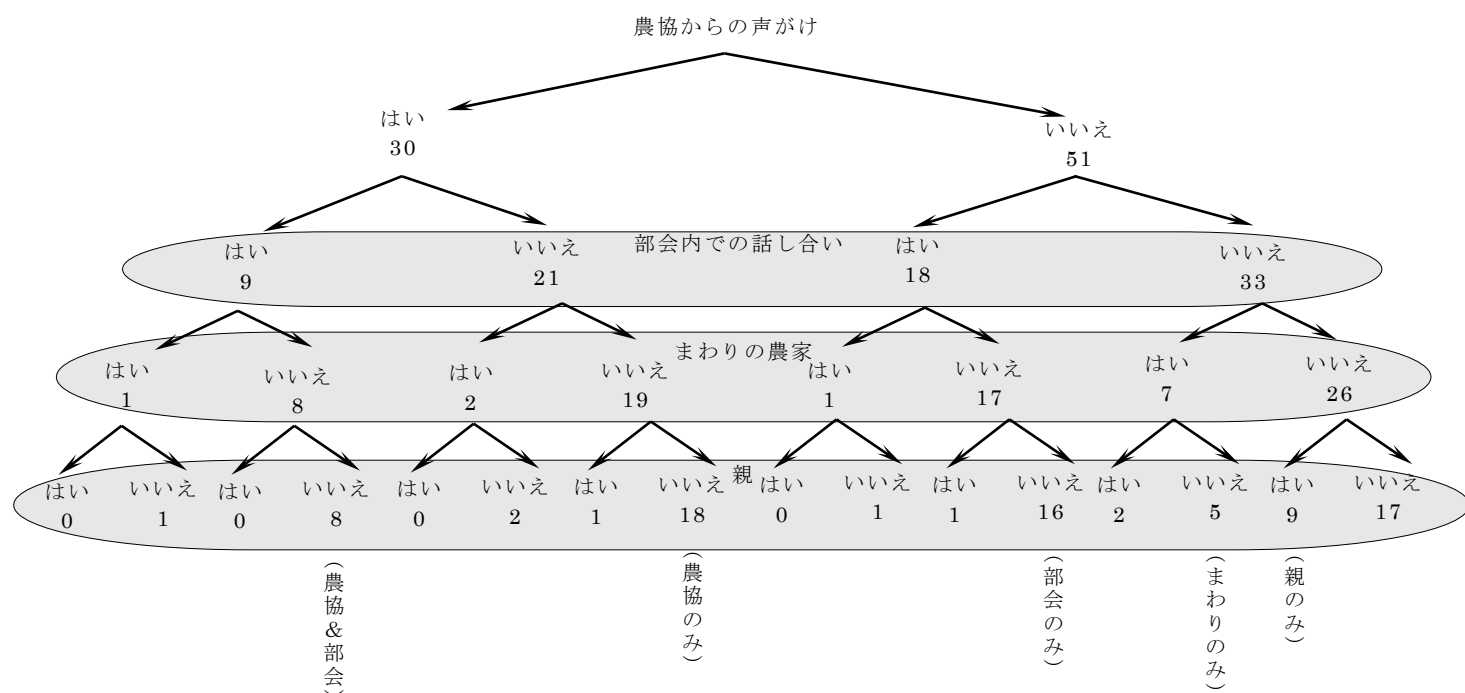 農協からの声がけ
はい いいえ
30 51
部会内での話し合い
はい いいえ はい いいえ
9 21 18 33
まわりの農家
はい いいえ はい いいえ はい いいえ はい いいえ
1 8 2 19 1 17 7 26
親
はい いいえ はい いいえ はい いいえ はい いいえ はい いいえ はい いいえ はい いいえ はい いいえ
0 1 0 8 0 2 1 18 0 1 1 16 2 5 9 17
(農協&部会)
(農協のみ)
(部会のみ)
(まわりのみ)
(親のみ)